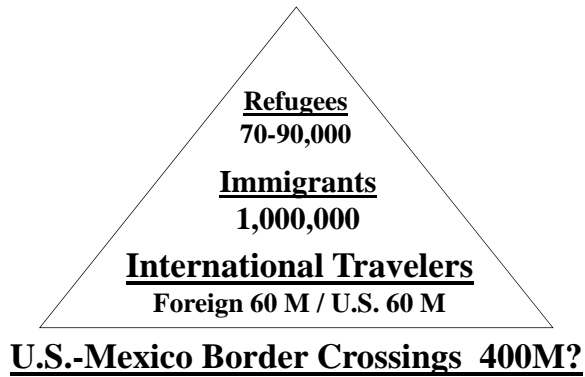 Refugees
70-90,000
Immigrants
1,000,000
International Travelers
Foreign 60 M / U.S. 60 M
U.S.-Mexico Border Crossings 400M?